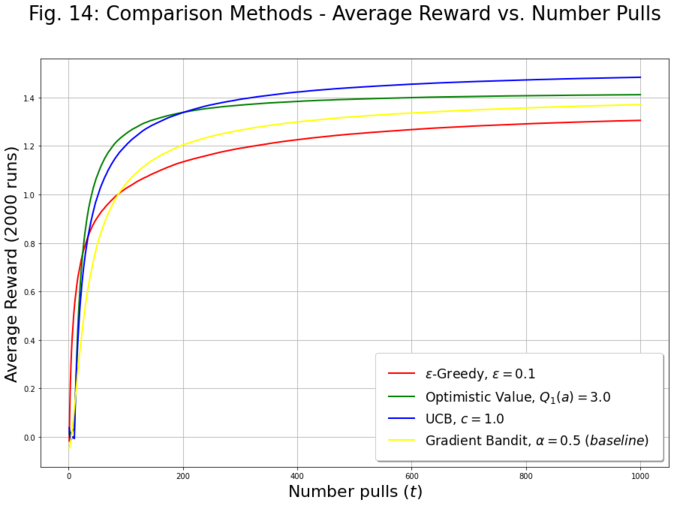 Fig. 14: Comparison Methods - Average Reward vs. Number Pulls
Average Reward (2000 runs)
1.4
1.2
1.0
0.8
0.6
0.4
0.2
0.0
0
200
400
600
800
1000
Number pulls (t)
ε-Greedy, ε = 0.1
Optimistic Value, Q₁(a) = 3.0
UCB, c = 1.0
Gradient Bandit, α = 0.5 (baseline)